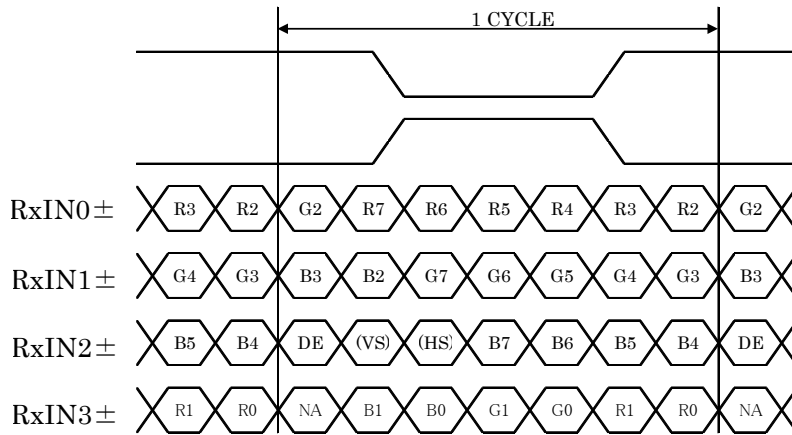 1 CYCLE
RxIN0± R3 R2 G2 R7 R6 R5 R4 R3 R2 G2
RxIN1± G4 G3 B3 B2 G7 G6 G5 G4 G3 B3
RxIN2± B5 B4 DE (VS) (HS) B7 B6 B5 B4 DE
RxIN3± R1 R0 NA B1 B0 G1 G0 R1 R0 NA